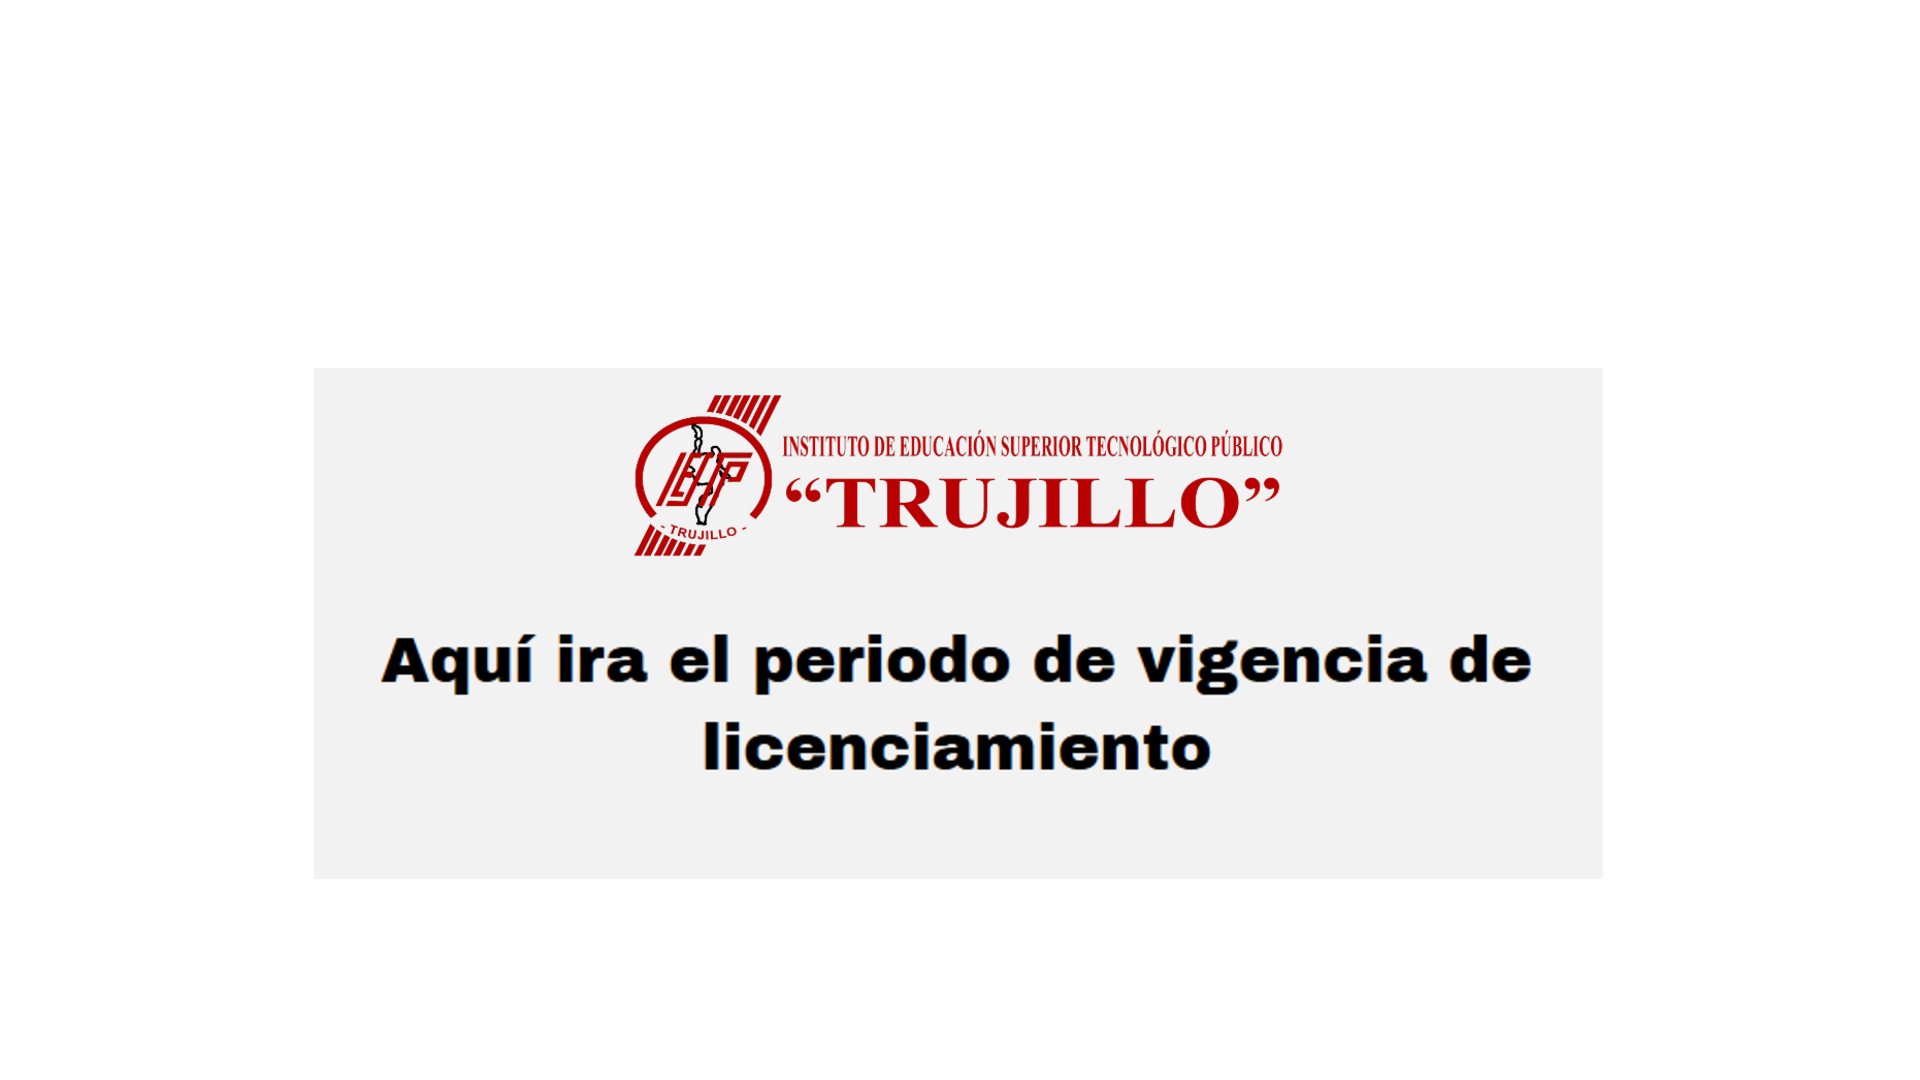 INSTITUTO DE EDUCACIÓN SUPERIOR TECNOLÓGICO PÚBLICO
“TRUJILLO”
- TRUJILLO -
Aquí ira el periodo de vigencia de
licenciamiento